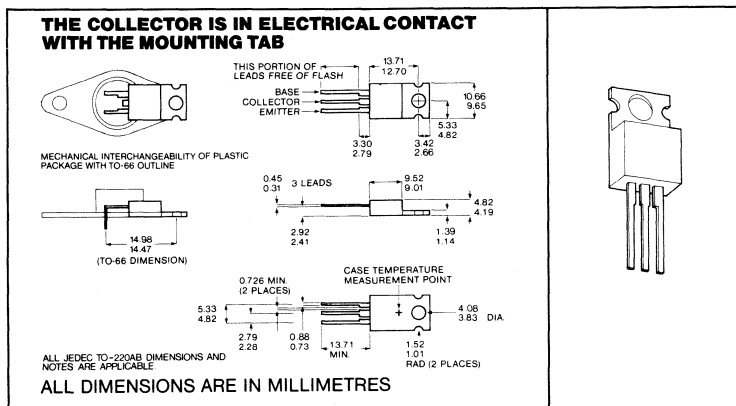 THE COLLECTOR IS IN ELECTRICAL CONTACT
WITH THE MOUNTING TAB
THIS PORTION OF
LEADS FREE OF FLASH
13.71
12.70
BASE
COLLECTOR
EMITTER
10.66
9.65
5.33
4.82
3.30
2.79
3.42
2.66
MECHANICAL INTERCHANGEABILITY OF PLASTIC
PACKAGE WITH TO-66 OUTLINE
0.45
0.31
3 LEADS
9.52
9.01
4.82
4.19
2.92
2.41
1.39
1.14
14.98
14.47
(TO-66 DIMENSION)
0.726 MIN.
(2 PLACES)
CASE TEMPERATURE
MEASUREMENT POINT
5.33
4.82
4.08
3.83 DIA.
2.79
2.28
0.88
0.73
13.71
MIN.
1.52
1.01
RAD (2 PLACES)
ALL JEDEC TO-220AB DIMENSIONS AND
NOTES ARE APPLICABLE.
ALL DIMENSIONS ARE IN MILLIMETRES